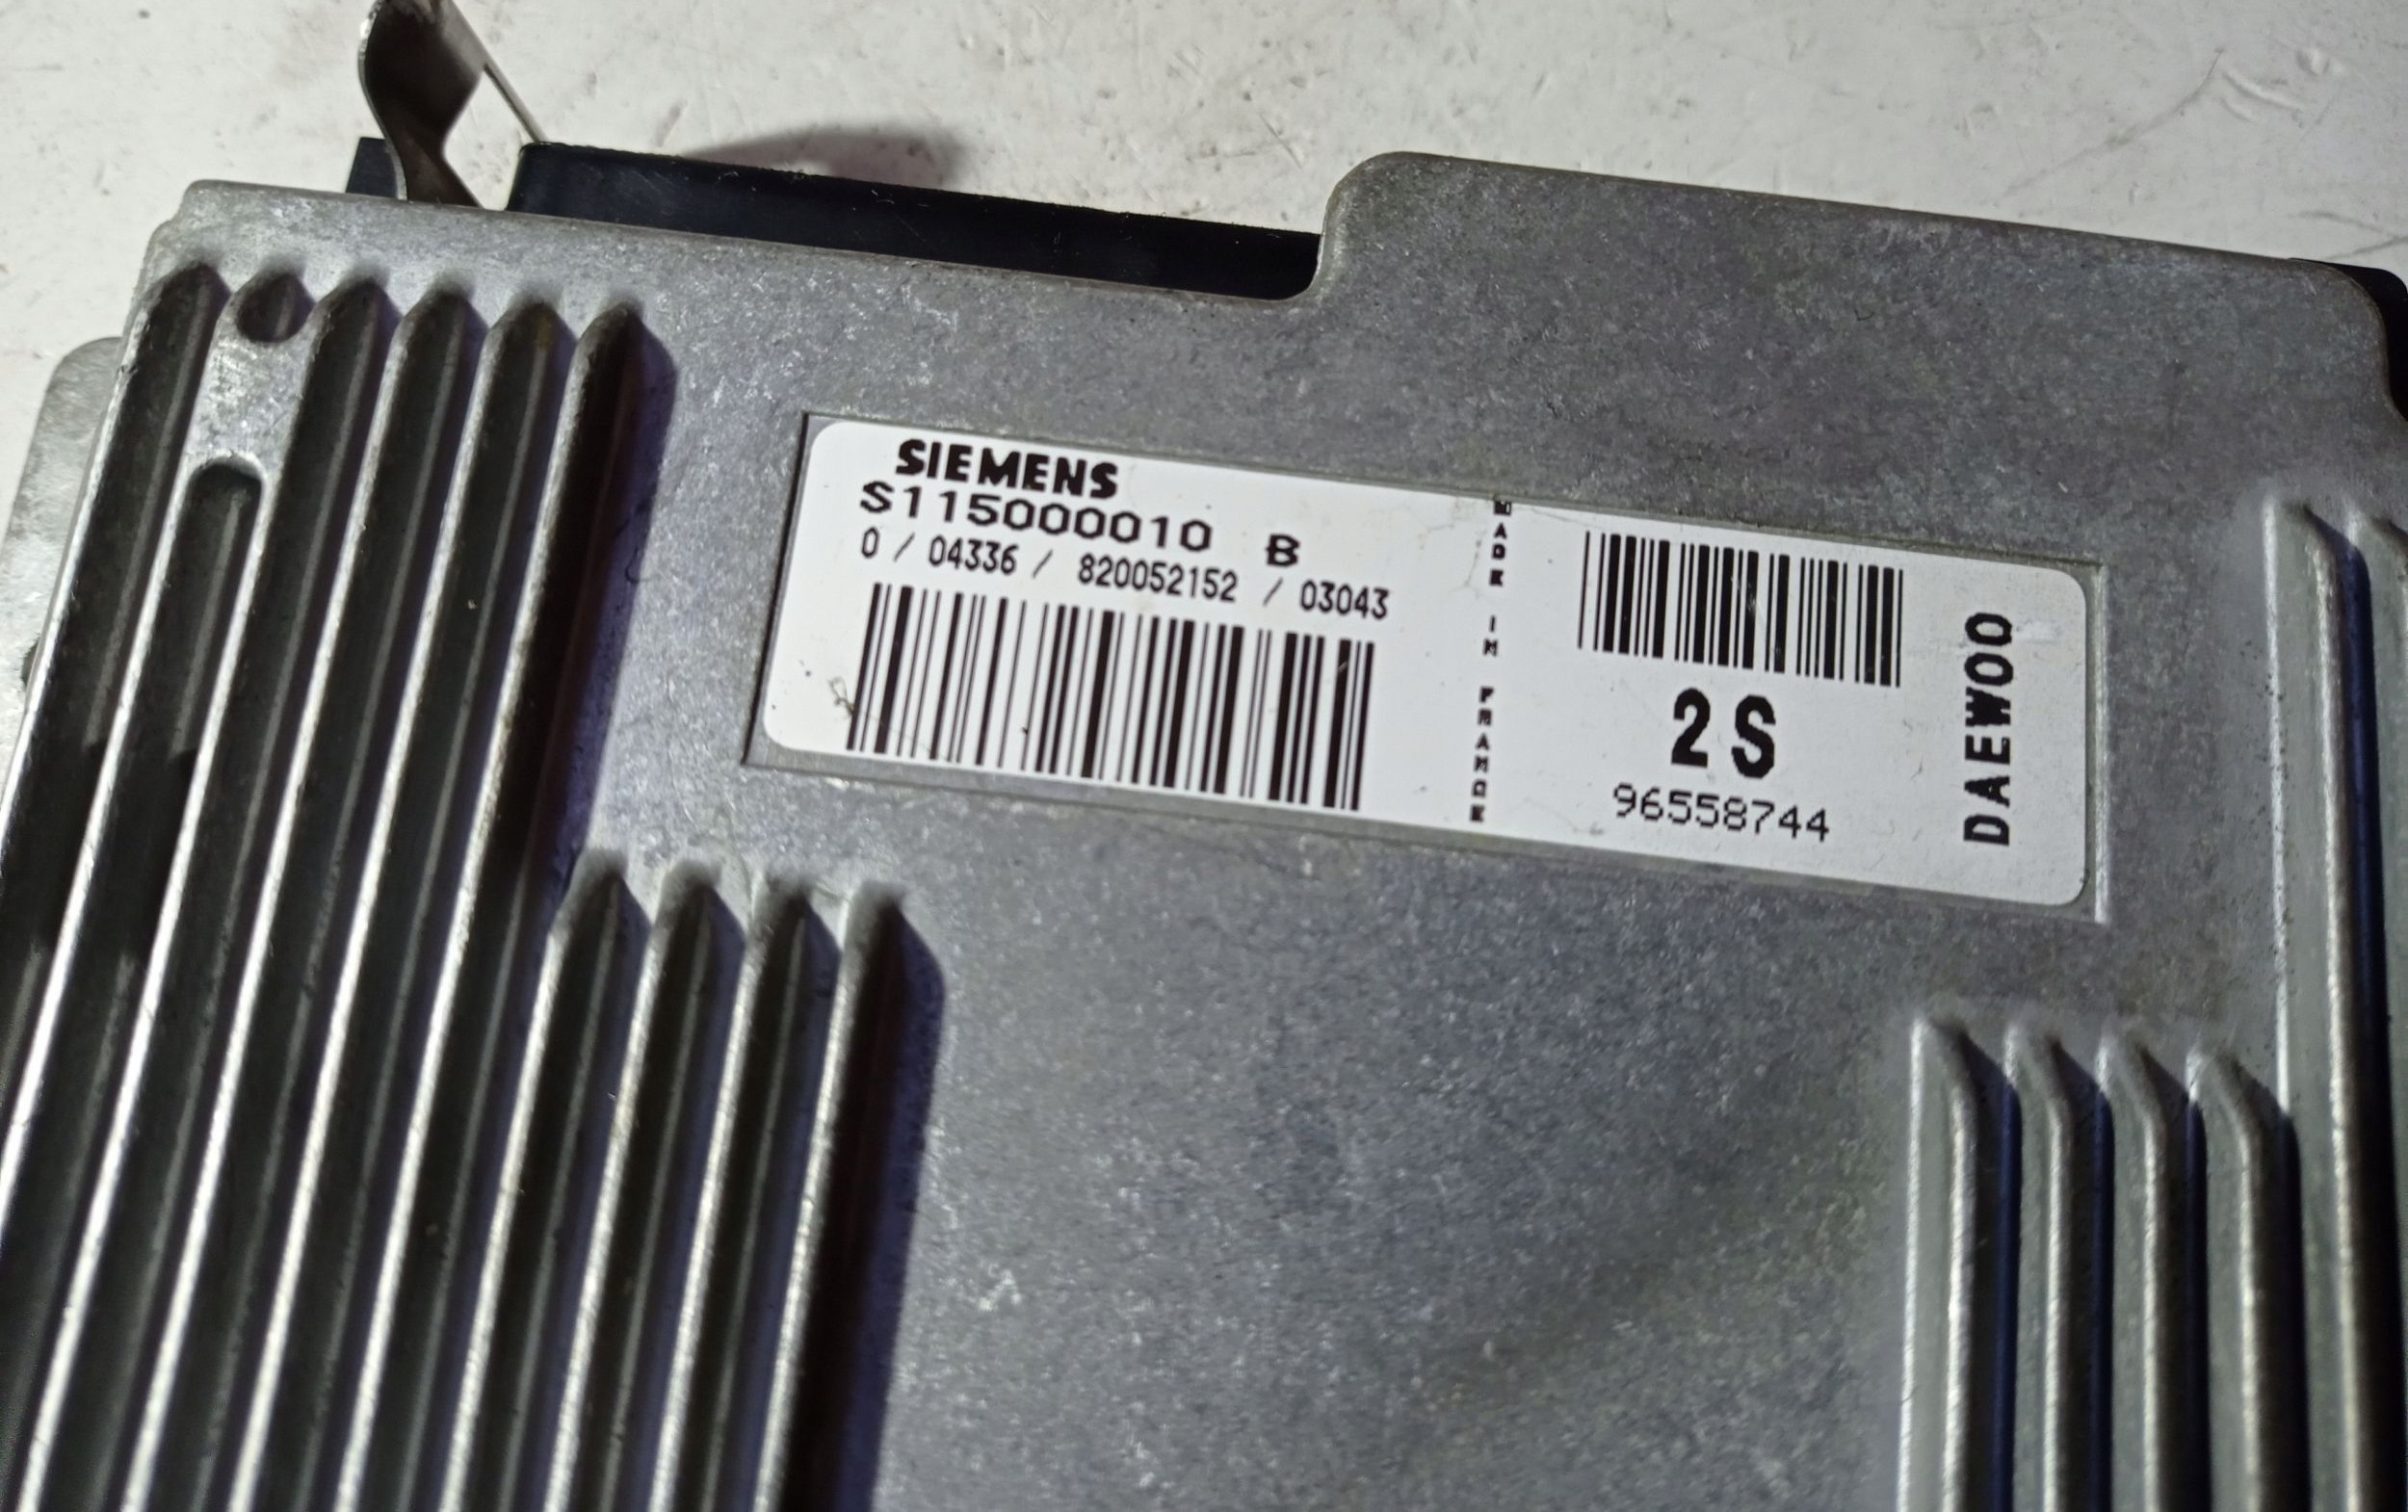 SIEMENS
S115000010 B
0 / 04336 / 820052152 / 03043
MADE IN FRANCE
2S
96558744
DAEWOO